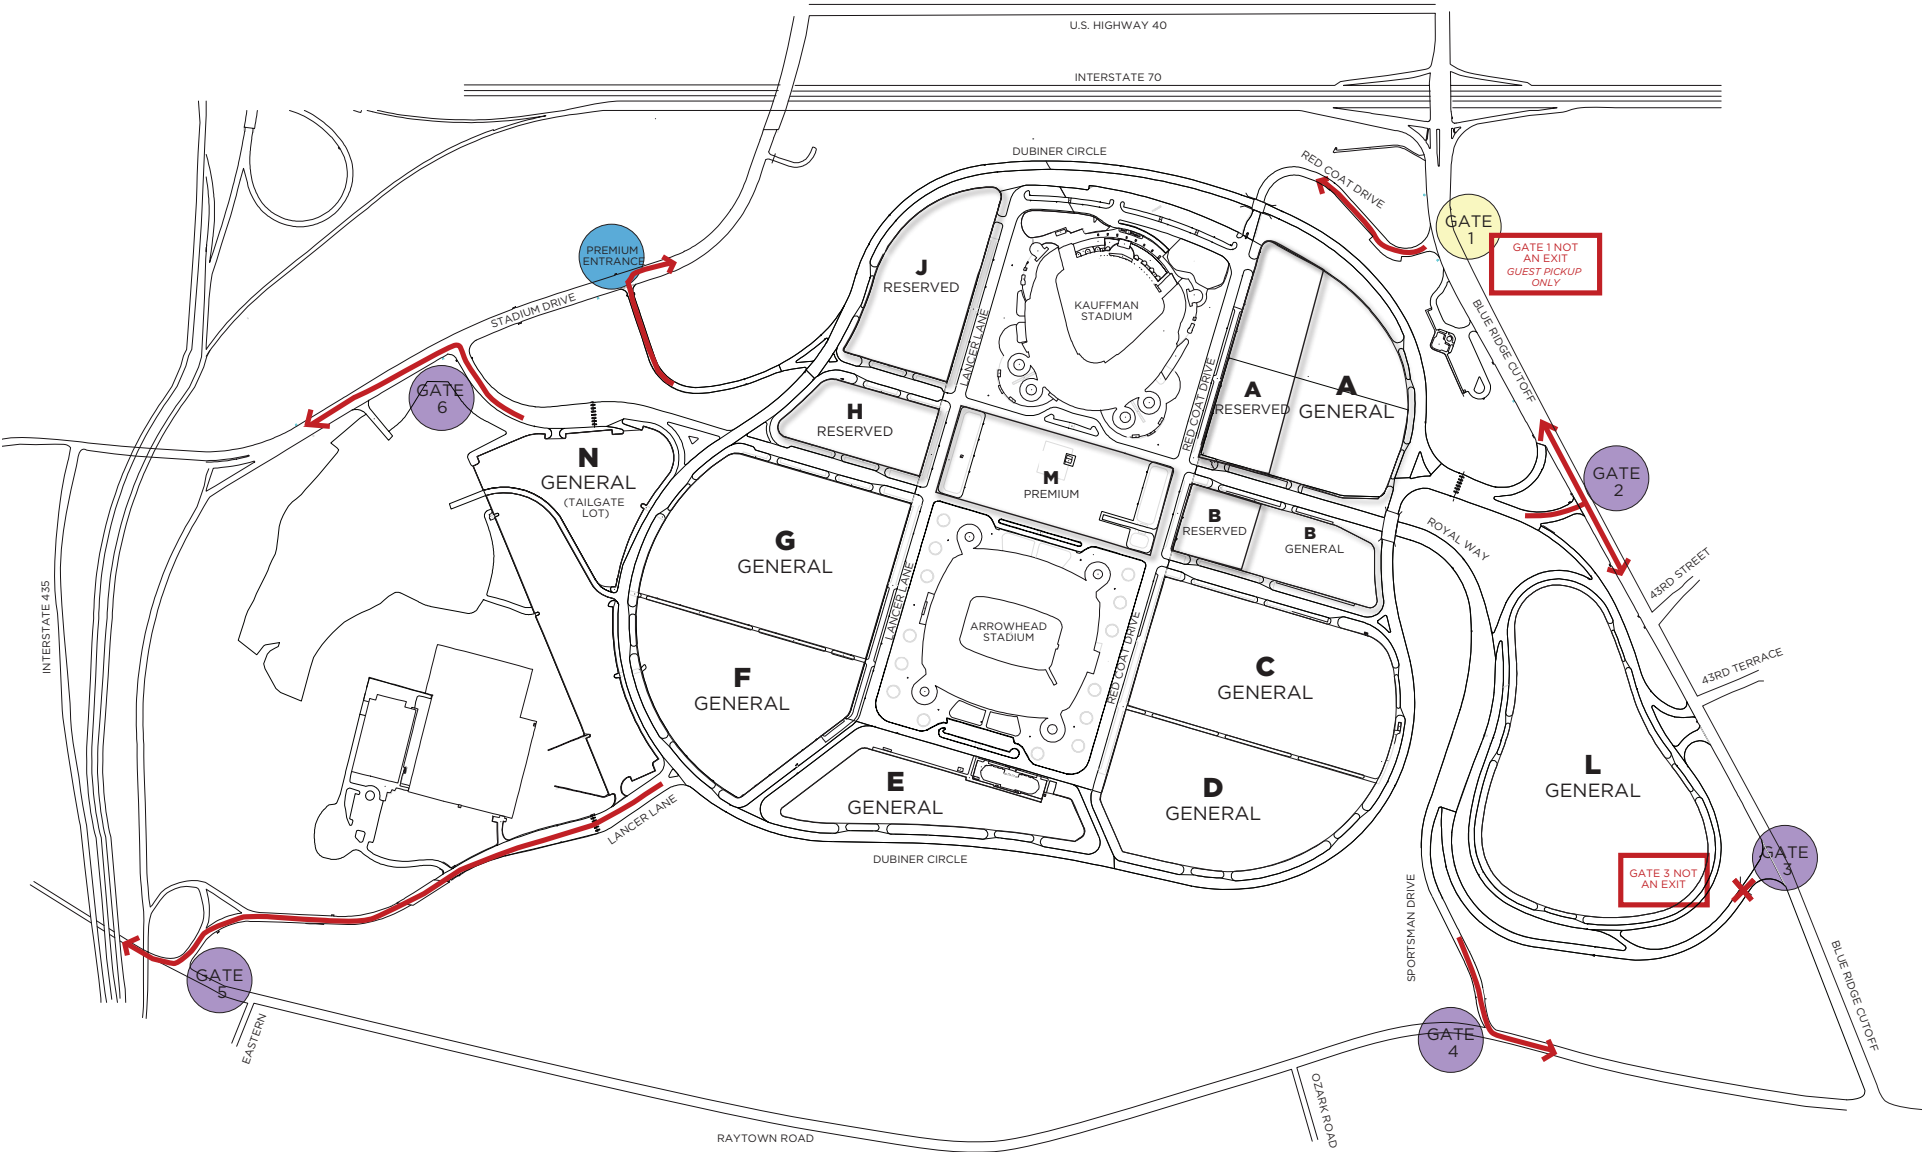 U.S. HIGHWAY 40
INTERSTATE 70
DUBINER CIRCLE
RED COAT DRIVE
GATE
1
GATE 1 NOT
AN EXIT
GUEST PICKUP
ONLY
PREMIUM
ENTRANCE
STADIUM DRIVE
J
RESERVED
KAUFFMAN
STADIUM
LANCER LANE
RED COAT DRIVE
BLUE RIDGE CUTOFF
GATE
6
H
RESERVED
A
RESERVED
A
GENERAL
N
GENERAL
(TAILGATE
LOT)
M
PREMIUM
GATE
2
B
RESERVED
B
GENERAL
ROYAL WAY
G
GENERAL
43RD STREET
INTERSTATE 435
LANCER LANE
ARROWHEAD
STADIUM
RED COAT DRIVE
C
GENERAL
43RD TERRACE
F
GENERAL
E
GENERAL
D
GENERAL
L
GENERAL
LANCER LANE
DUBINER CIRCLE
GATE
3
GATE 3 NOT
AN EXIT
SPORTSMAN DRIVE
BLUE RIDGE CUTOFF
GATE
5
EASTERN
GATE
4
OZARK ROAD
RAYTOWN ROAD